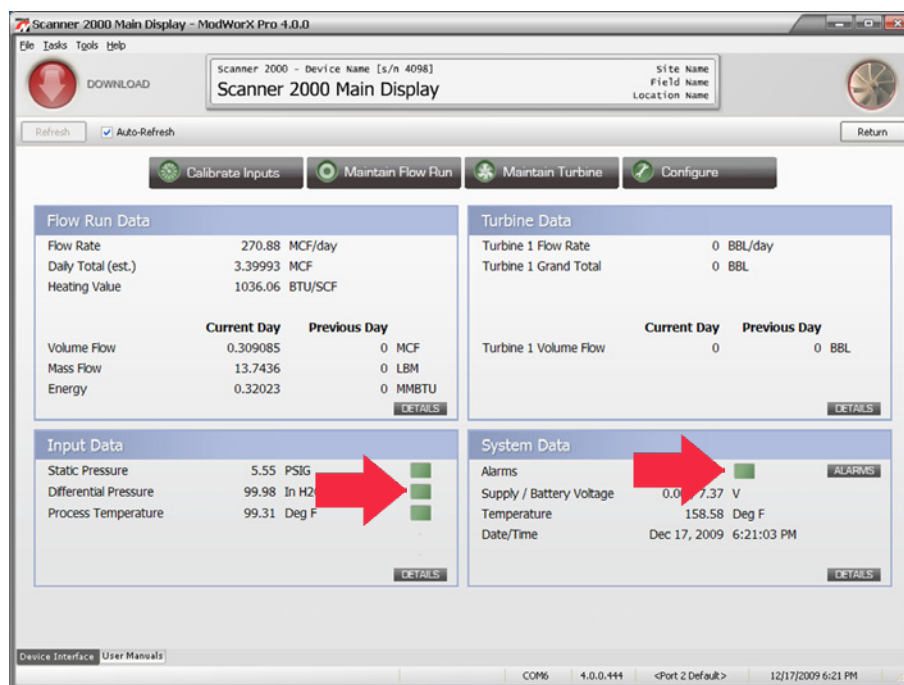 Scanner 2000 Main Display - ModWorX Pro 4.0.0
File Tasks Tools Help
DOWNLOAD
Scanner 2000 - Device Name [s/n 4098]
Scanner 2000 Main Display
Site Name
Field Name
Location Name
Refresh Auto-Refresh Return
Calibrate Inputs Maintain Flow Run Maintain Turbine Configure
Flow Run Data
Flow Rate 270.88 MCF/day
Daily Total (est.) 3.39993 MCF
Heating Value 1036.06 BTU/SCF
Current Day Previous Day
Volume Flow 0.309085 0 MCF
Mass Flow 13.7436 0 LBM
Energy 0.32023 0 MMBTU
DETAILS
Turbine Data
Turbine 1 Flow Rate 0 BBL/day
Turbine 1 Grand Total 0 BBL
Current Day Previous Day
Turbine 1 Volume Flow 0 0 BBL
DETAILS
Input Data
Static Pressure 5.55 PSIG
Differential Pressure 99.98 In
Process Temperature 99.31 Deg F
DETAILS
System Data
Alarms ALARMS
Supply / Battery Voltage 7.37 V
Temperature 158.58 Deg F
Date/Time Dec 17, 2009 6:21:03 PM
DETAILS
Device Interface User Manuals
COM6 4.0.0.444 <Port 2 Default> 12/17/2009 6:21 PM